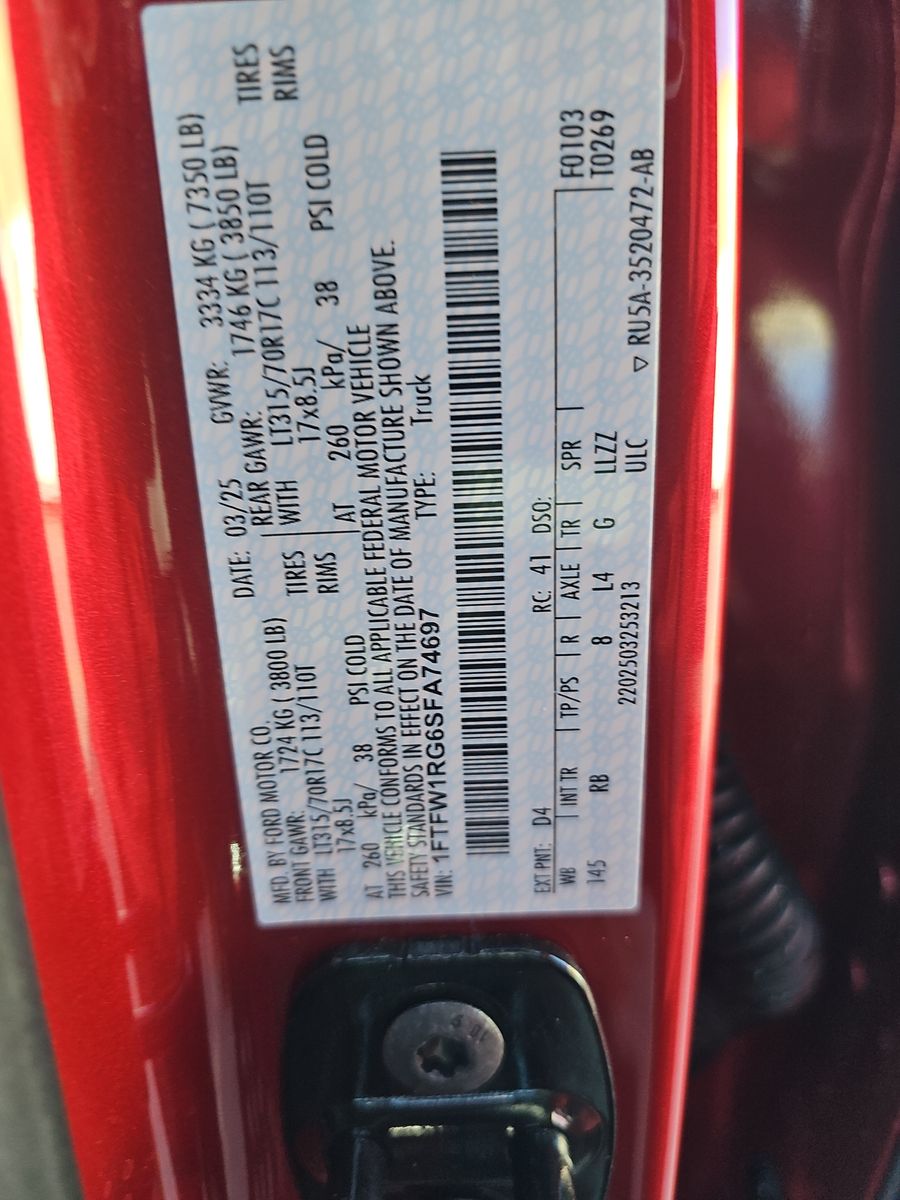 MFD. BY FORD MOTOR CO. DATE: 03/25 GVWR: 3334 KG ( 7350 LB)
FRONT GAWR: 1724 KG ( 3800 LB) REAR GAWR: 1746 KG ( 3850 LB)
WITH LT315/70R17C 113/110T TIRES WITH LT315/70R17C 113/110T TIRES
17x8.5J RIMS 17x8.5J RIMS
AT 260 kPa/ 38 PSI COLD AT 260 kPa/ 38 PSI COLD
THIS VEHICLE CONFORMS TO ALL APPLICABLE FEDERAL MOTOR VEHICLE
SAFETY STANDARDS IN EFFECT ON THE DATE OF MANUFACTURE SHOWN ABOVE.
VIN: 1FTFW1RG6SFA74697 TYPE: Truck
EXT PNT: D4 RC: 41 DSO: F0103
WB INT TR TP/PS R AXLE TR SPR T0269
145 RB 8 L4 G LLZZ
2202503253213 ULC ▽ RU5A-3520472-AB